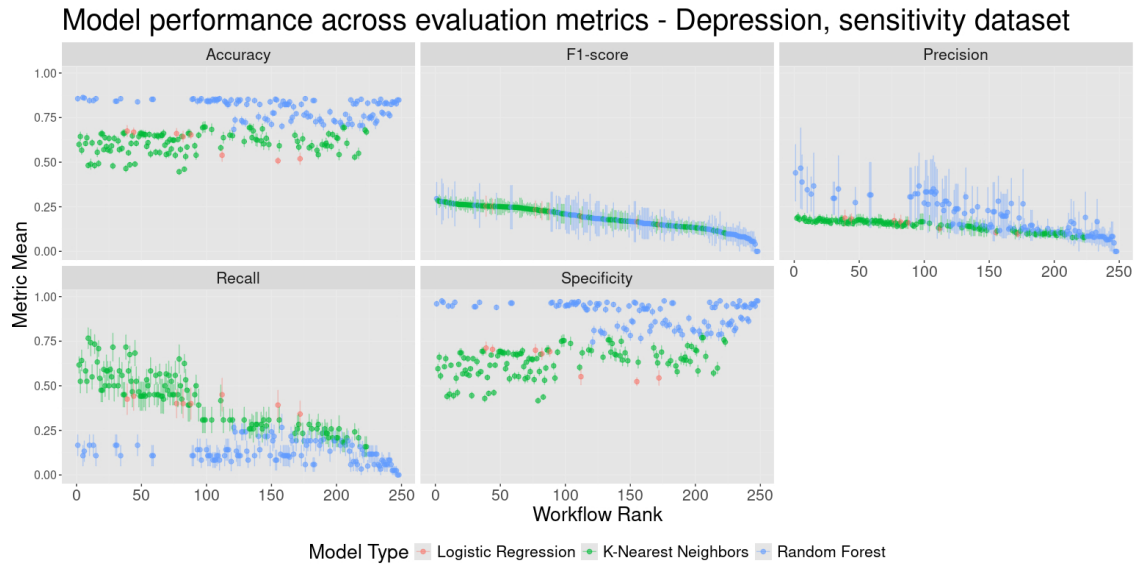 Model performance across evaluation metrics - Depression, sensitivity dataset
Accuracy
F1-score
Precision
1.00
0.75
0.50
0.25
0.00
0 50 100 150 200 250
Recall
Specificity
1.00
0.75
0.50
0.25
0.00
0 50 100 150 200 250
0 50 100 150 200 250
Metric Mean
Workflow Rank
Model Type Logistic Regression K-Nearest Neighbors Random Forest